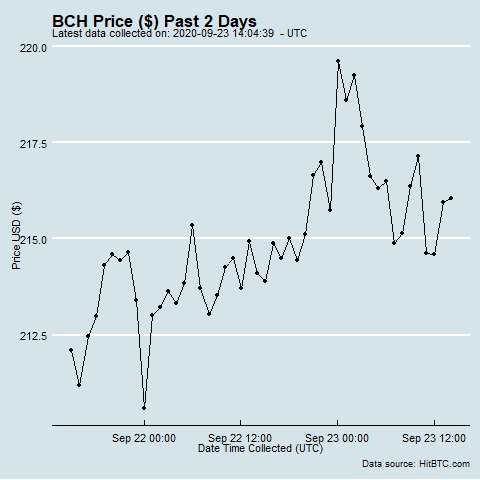 BCH Price ($) Past 2 Days
Latest data collected on: 2020-09-23 14:04:39  - UTC
220.0
217.5
215.0
212.5
Price USD ($)
Sep 22 00:00 Sep 22 12:00 Sep 23 00:00 Sep 23 12:00
Date Time Collected (UTC)
Data source: HitBTC.com